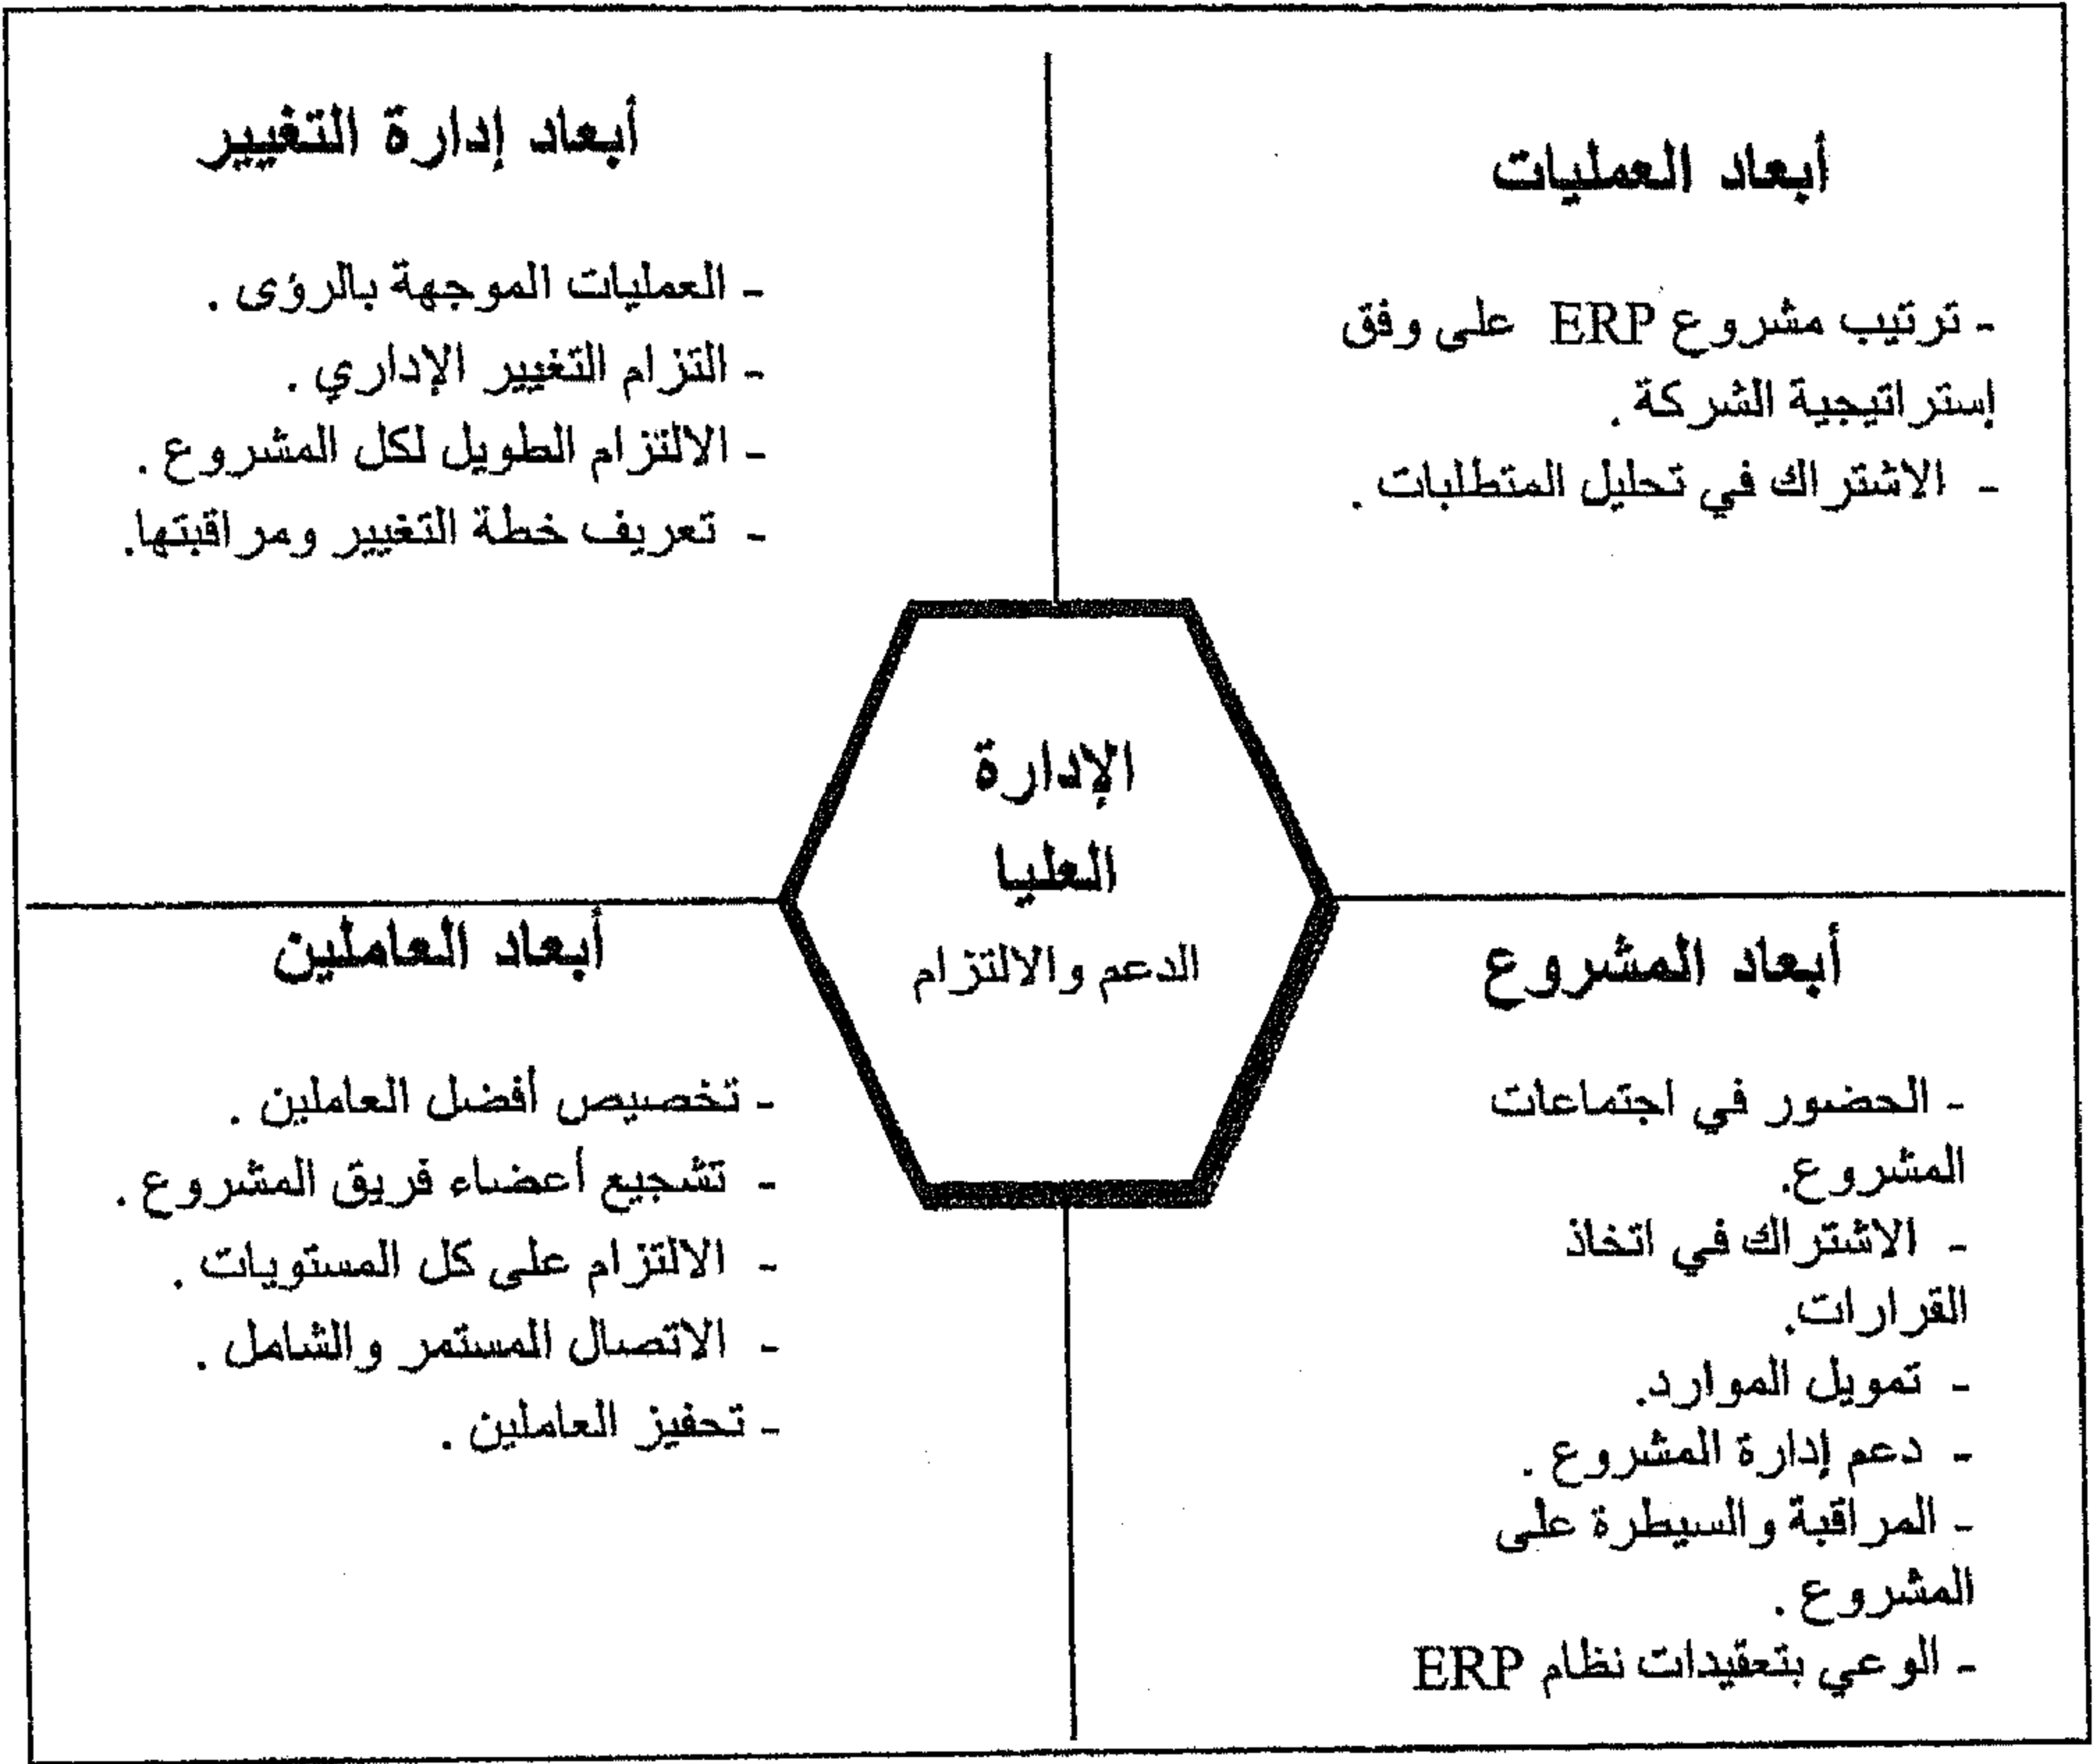 أبعاد العمليات
- ترتيب مشروع ERP على وفق
إستراتيجية الشركة .
- الاشتراك في تحليل المتطلبات .
أبعاد إدارة التغيير
- العمليات الموجهة بالرؤى .
- التزام التغيير الإداري .
- الالتزام الطويل لكل المشروع .
- تعريف خطة التغيير ومراقبتها.
الإدارة
العليا
الدعم والالتزام
أبعاد المشروع
- الحضور في اجتماعات
المشروع.
- الاشتراك في اتخاذ
القرارات.
- تمويل الموارد.
- دعم إدارة المشروع .
- المراقبة والسيطرة على
المشروع .
- الوعي بتعقيدات نظام ERP
أبعاد العاملين
- تخصيص أفضل العاملين .
- تشجيع أعضاء فريق المشروع .
- الالتزام على كل المستويات .
- الاتصال المستمر والشامل .
- تحفيز العاملين .